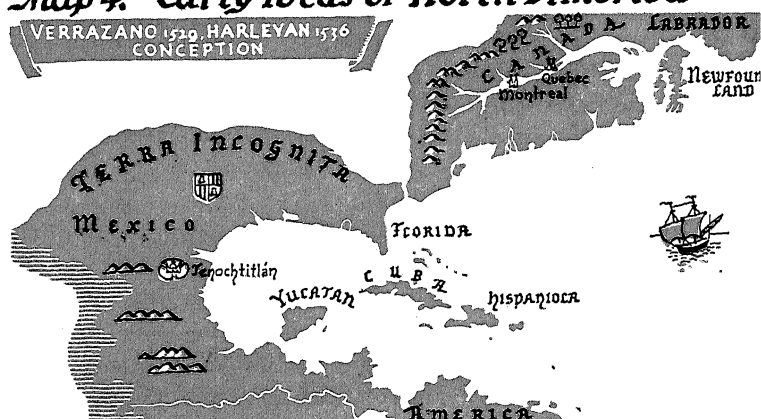 Map 4. Early Ideas of North America
VERRAZANO 1529, HARLEYAN 1536
CONCEPTION
CANADA
LABRADOR
Quebec
Montreal
NEWFOUN
LAND
TERRA INCOGNITA
MEXICO
FLORIDA
Tenochtitlán
CUBA
YUCATAN
HISPANIOLA
AMERICA